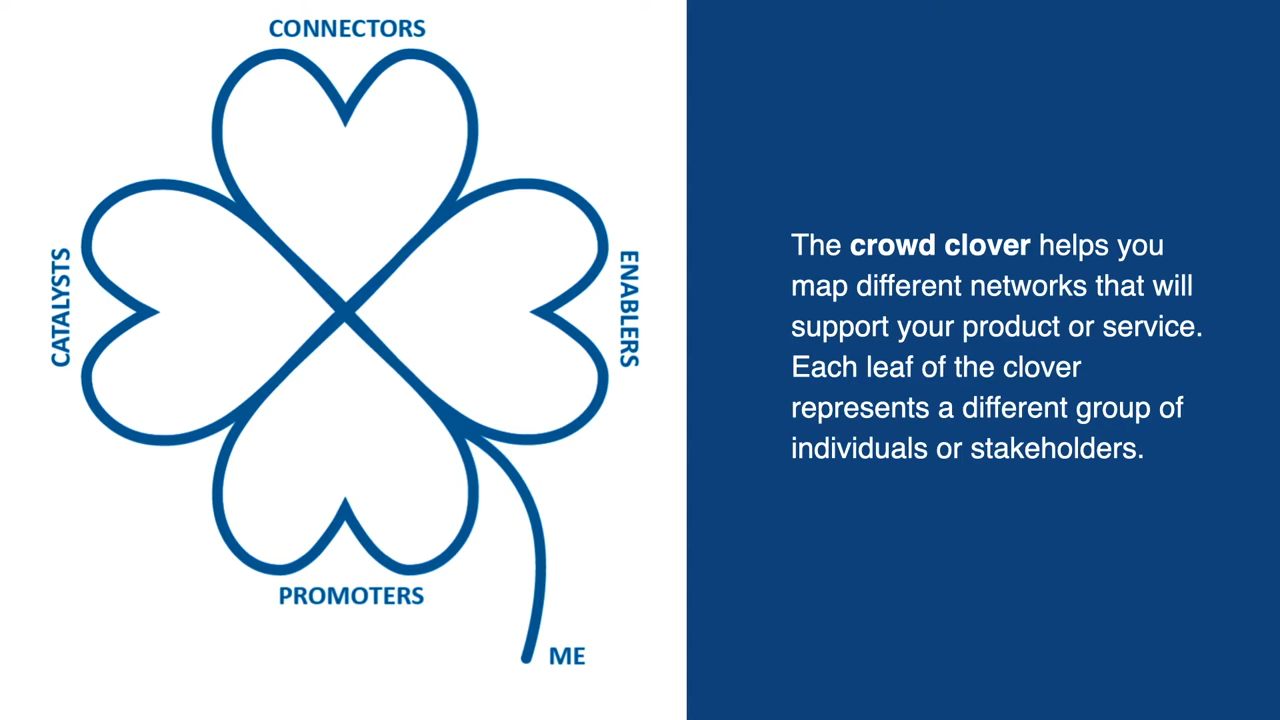 CONNECTORS
CATALYSTS
ENABLERS
PROMOTERS
ME
The crowd clover helps you
map different networks that will
support your product or service.
Each leaf of the clover
represents a different group of
individuals or stakeholders.